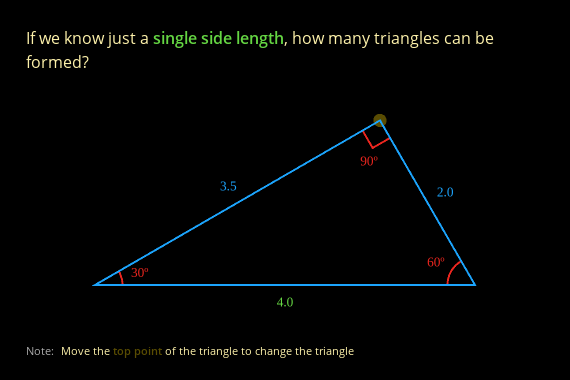 If we know just a single side length, how many triangles can be
formed?
90°
3.5
2.0
60°
30°
4.0
Note: Move the top point of the triangle to change the triangle